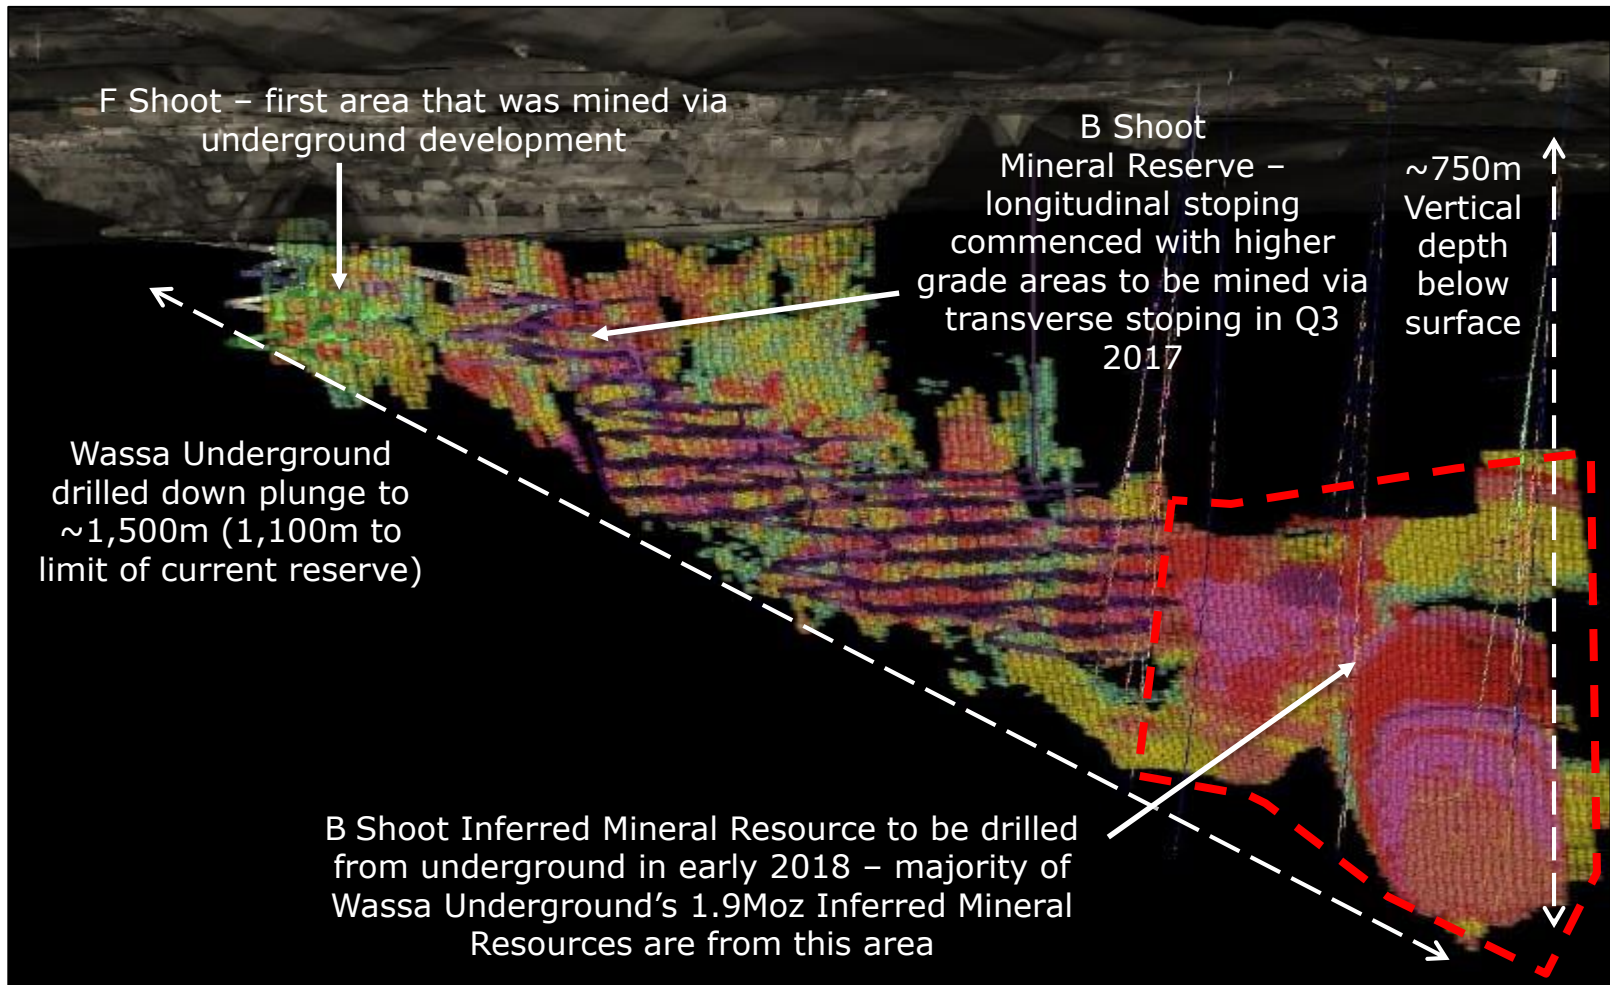 F Shoot – first area that was mined via
underground development
B Shoot
Mineral Reserve –
longitudinal stoping
commenced with higher
grade areas to be mined via
transverse stoping in Q3
2017
~750m
Vertical
depth
below
surface
Wassa Underground
drilled down plunge to
~1,500m (1,100m to
limit of current reserve)
B Shoot Inferred Mineral Resource to be drilled
from underground in early 2018 – majority of
Wassa Underground’s 1.9Moz Inferred Mineral
Resources are from this area